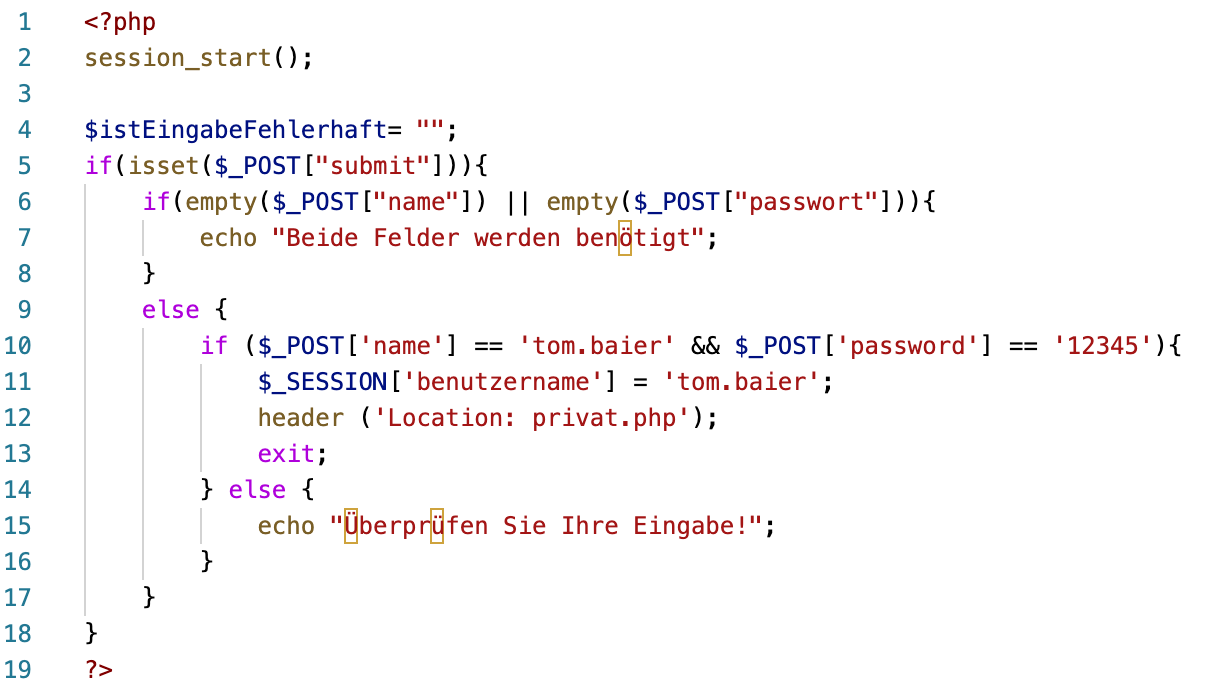 1 <?php
2 session_start();
3
4 $istEingabeFehlerhaft= "";
5 if(isset($_POST["submit"])){
6     if(empty($_POST["name"]) || empty($_POST["passwort"])){
7         echo "Beide Felder werden benötigt";
8     }
9     else {
10         if ($_POST['name'] == 'tom.baier' && $_POST['password'] == '12345'){
11             $_SESSION['benutzername'] = 'tom.baier';
12             header ('Location: privat.php');
13             exit;
14         } else {
15             echo "Überprüfen Sie Ihre Eingabe!";
16         }
17     }
18 }
19 ?>